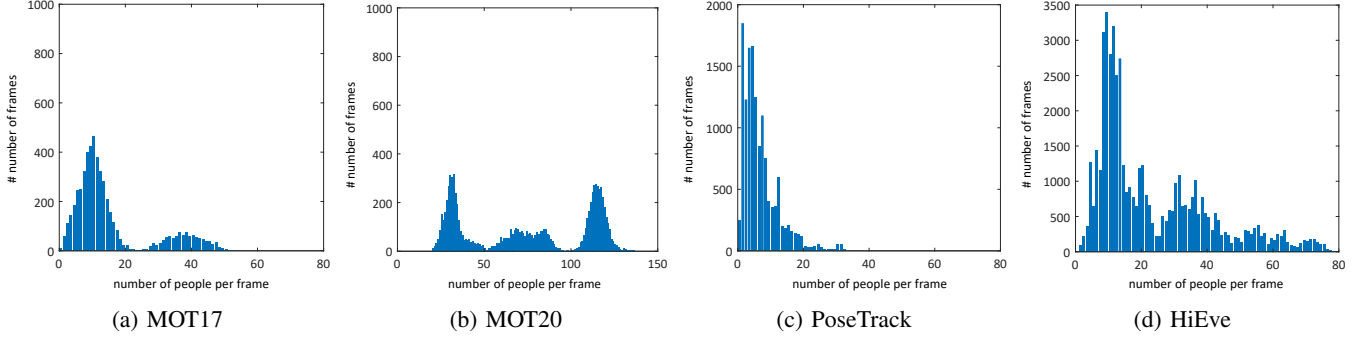 # number of frames
1000
800
600
400
200
0
0 20 40 60 80
number of people per frame
(a) MOT17
# number of frames
1000
800
600
400
200
0
0 50 100 150
number of people per frame
(b) MOT20
# number of frames
2000
1500
1000
500
0
0 20 40 60 80
number of people per frame
(c) PoseTrack
# number of frames
3500
3000
2500
2000
1500
1000
500
0
0 20 40 60 80
number of people per frame
(d) HiEve